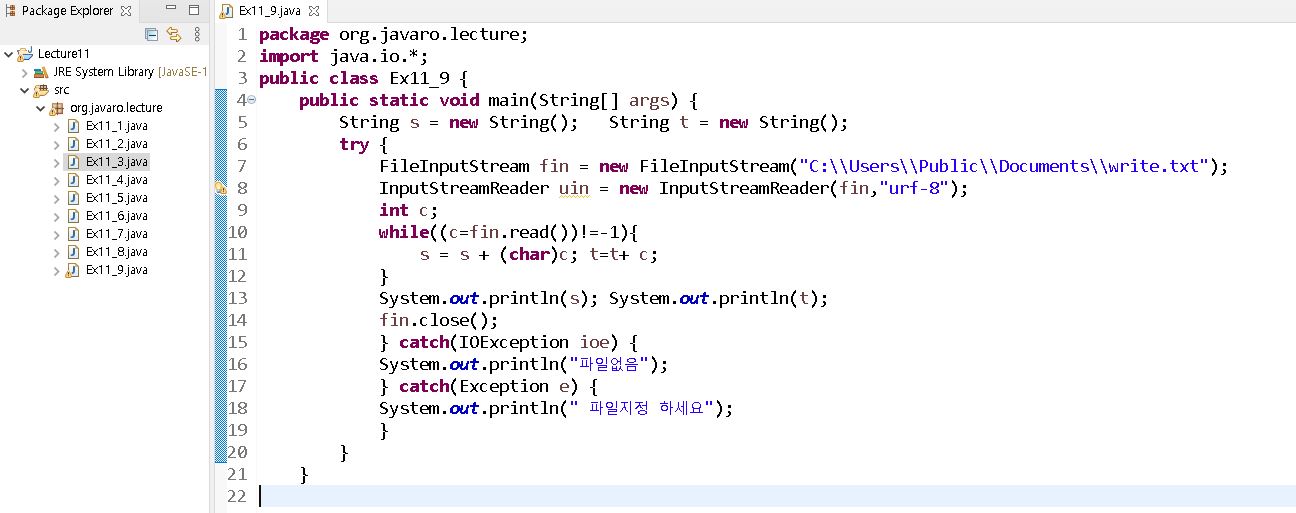 Package Explorer
Lecture11
JRE System Library [JavaSE-1
src
org.javaro.lecture
Ex11_1.java
Ex11_2.java
Ex11_3.java
Ex11_4.java
Ex11_5.java
Ex11_6.java
Ex11_7.java
Ex11_8.java
Ex11_9.java
Ex11_9.java
1 package org.javaro.lecture;
2 import java.io.*;
3 public class Ex11_9 {
4 public static void main(String[] args) {
5 String s = new String(); String t = new String();
6 try {
7 FileInputStream fin = new FileInputStream("C:\\Users\\Public\\Documents\\write.txt");
8 InputStreamReader uin = new InputStreamReader(fin,"urf-8");
9 int c;
10 while((c=fin.read())!=-1){
11 s = s + (char)c; t=t+ c;
12 }
13 System.out.println(s); System.out.println(t);
14 fin.close();
15 } catch(IOException ioe) {
16 System.out.println("파일없음");
17 } catch(Exception e) {
18 System.out.println(" 파일지정 하세요");
19 }
20 }
21 }
22